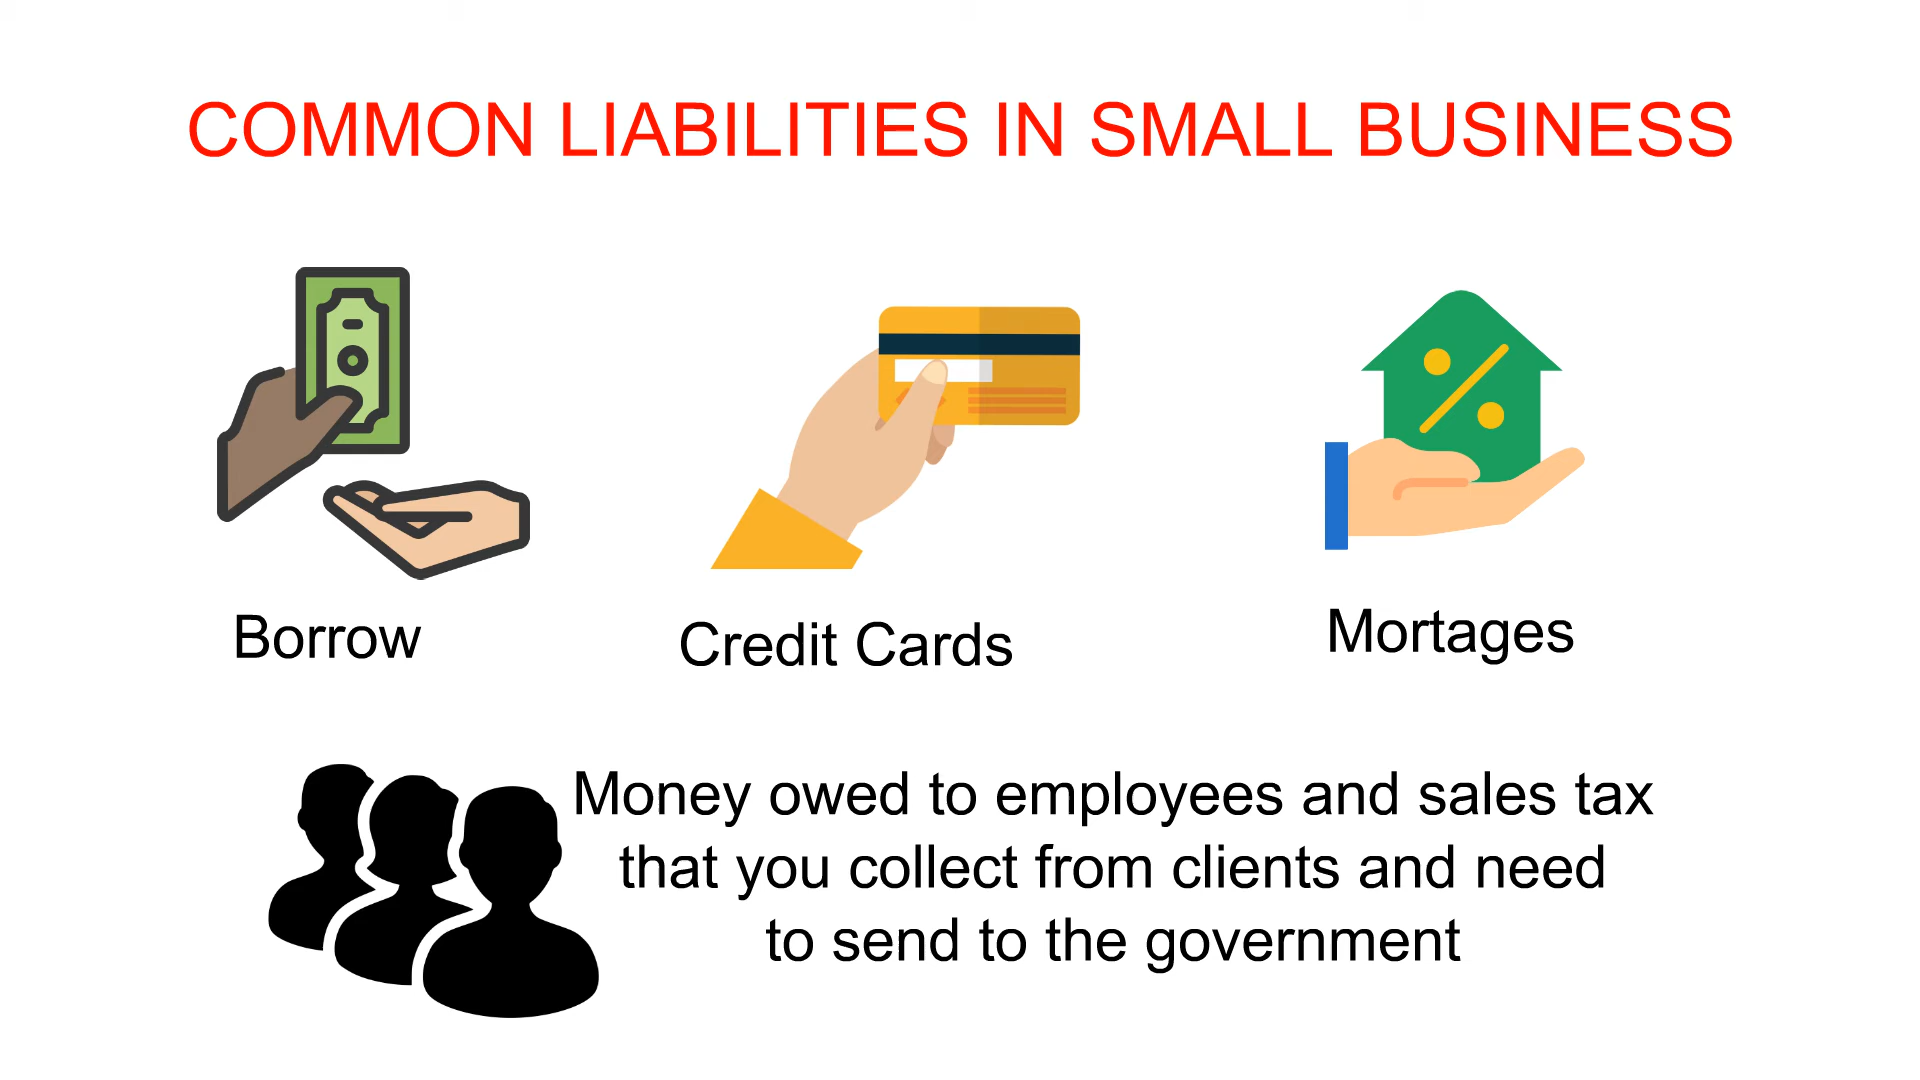 COMMON LIABILITIES IN SMALL BUSINESS
Borrow
Credit Cards
Mortages
Money owed to employees and sales tax
that you collect from clients and need
to send to the government